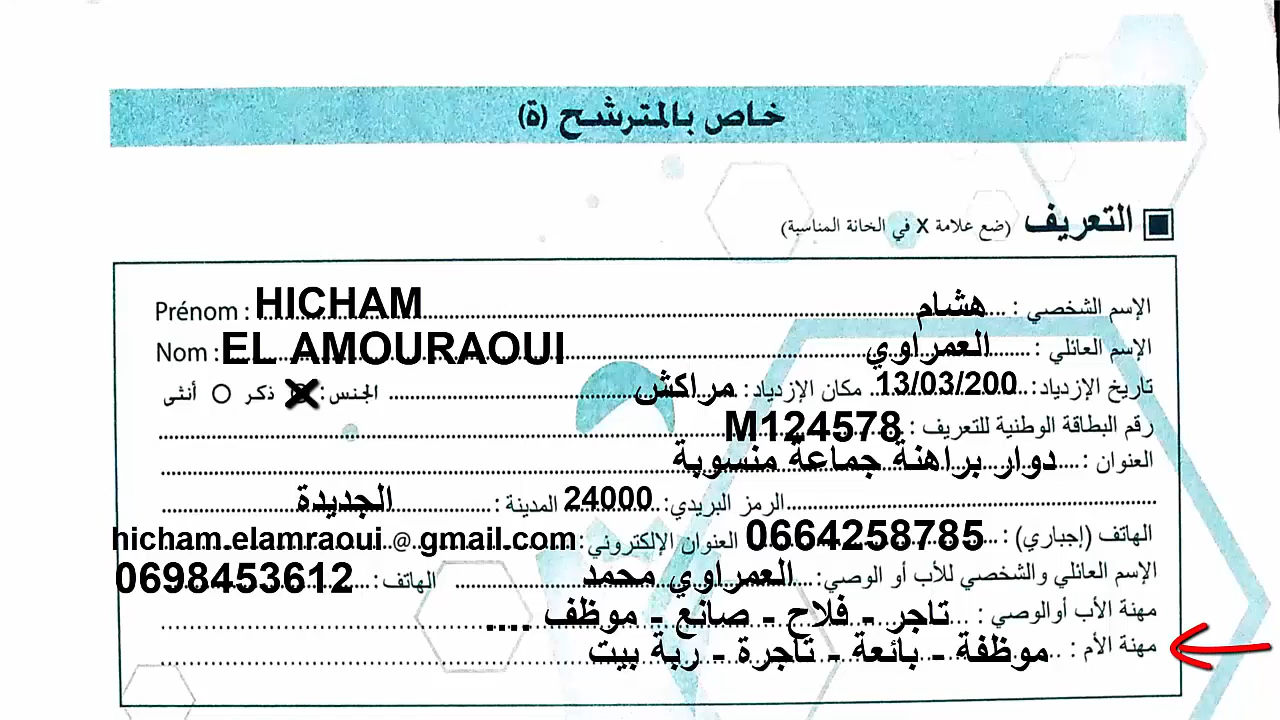 خاص بالمترشح (ة)
التعريف (ضع علامة X في الخانة المناسبة)
الإسم الشخصي : هشام Prénom : HICHAM
الإسم العائلي : العمراوي Nom : EL AMOURAOUI
تاريخ الإزدياد: 13/03/200 مكان الإزدياد: مراكش الجنس: ذكر أنثى
رقم البطاقة الوطنية للتعريف : M124578
العنوان : دوار براهنة جماعة منسوبة
الرمز البريدي: 24000 المدينة : الجديدة
الهاتف (إجباري) : 0664258785 العنوان الإلكتروني: hicham.elamraoui @ gmail.com
الإسم العائلي والشخصي للأب أو الوصي: العمراوي محمد الهاتف : 0698453612
مهنة الأب أوالوصي : تاجر - فلاح - صانع - موظف ....
مهنة الأم : موظفة - بائعة - تاجرة - ربة بيت